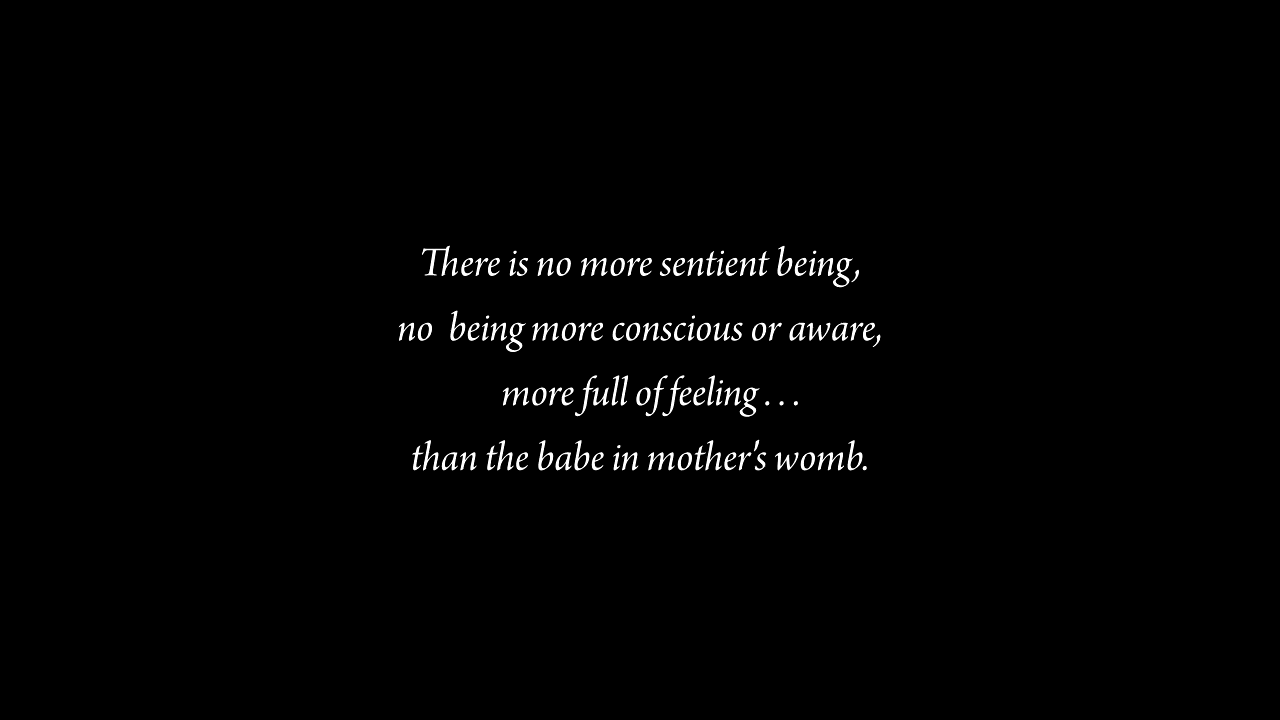 There is no more sentient being,
no  being more conscious or aware,
more full of feeling . . .
than the babe in mother's womb.